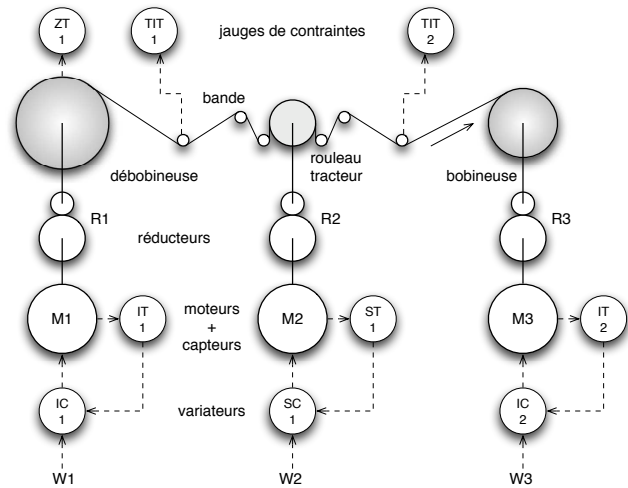 ZT
1
TIT
1
jauges de contraintes
TIT
2
bande
débobineuse
rouleau
tracteur
bobineuse
R1
R2
R3
réducteurs
M1
IT
1
moteurs
+
capteurs
M2
ST
1
M3
IT
2
IC
1
variateurs
SC
1
IC
2
W1
W2
W3